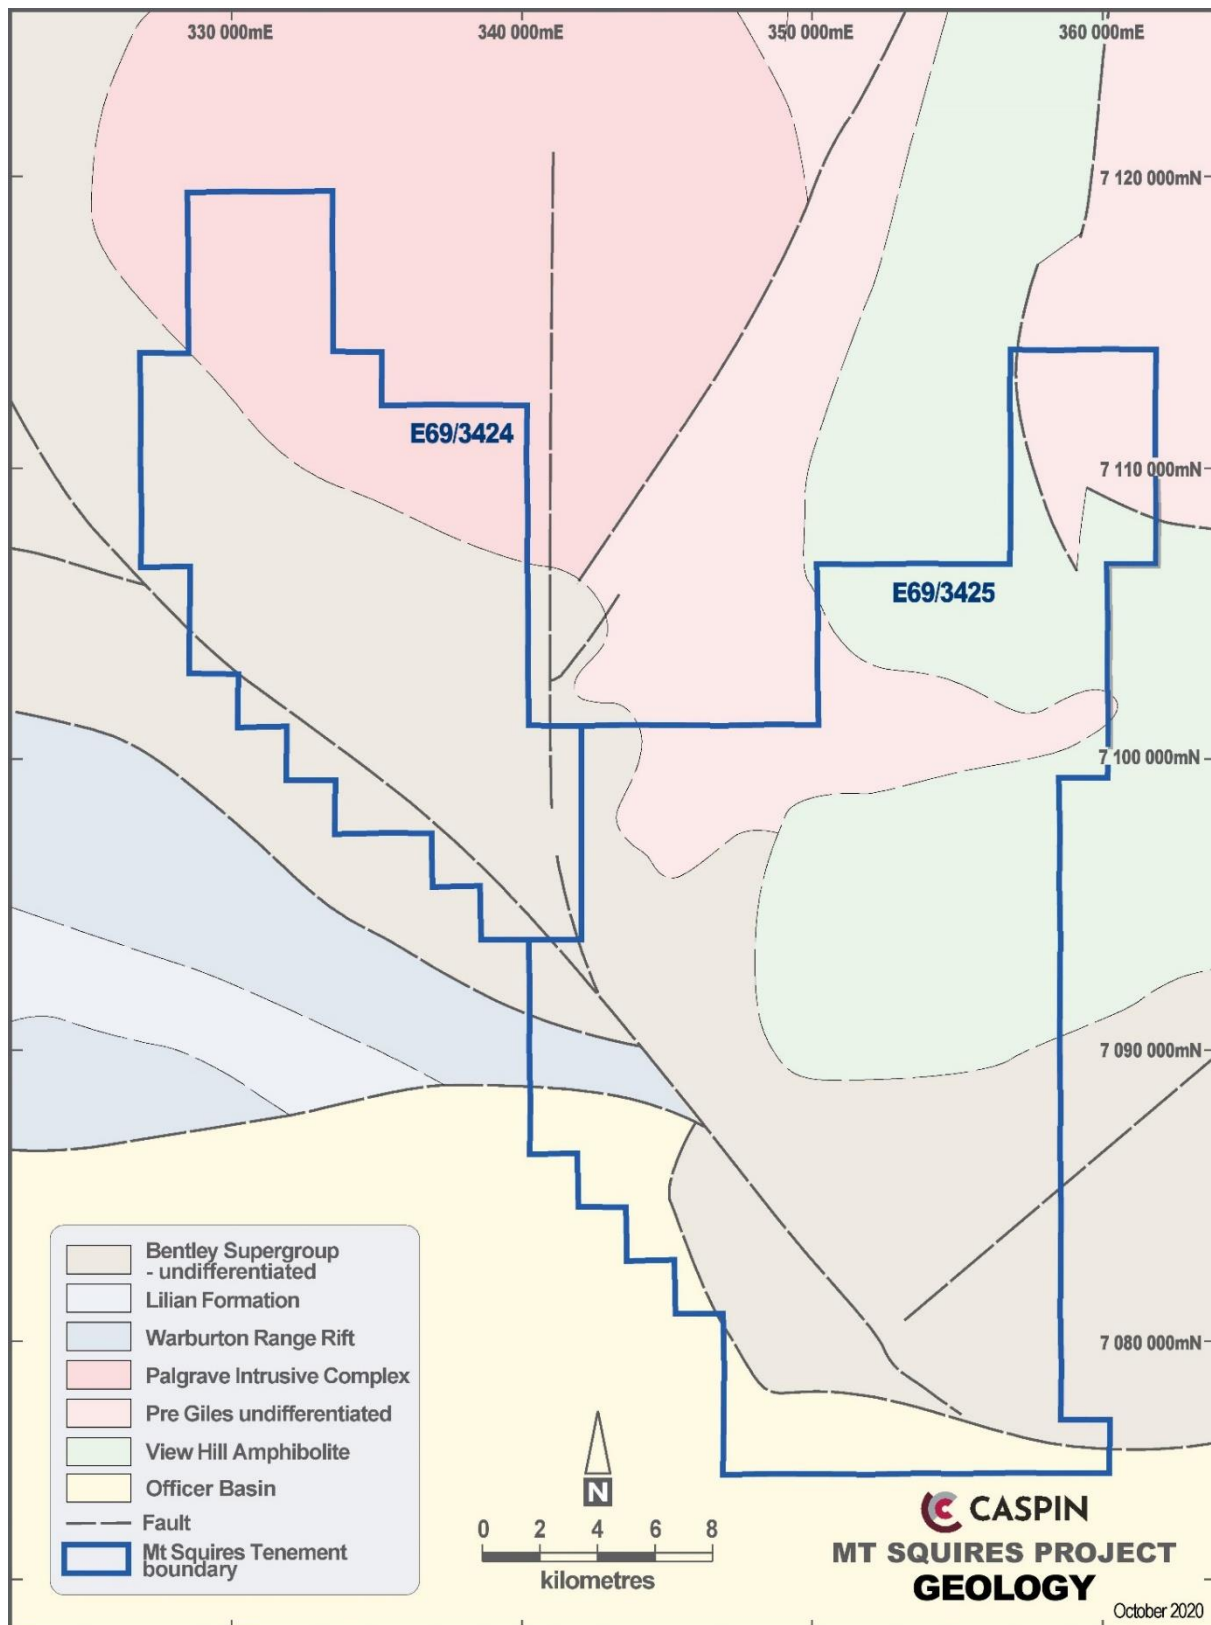 330 000mE
340 000mE
350 000mE
360 000mE
7 120 000mN
E69/3424
7 110 000mN
E69/3425
7 100 000mN
7 090 000mN
7 080 000mN
Bentley Supergroup
- undifferentiated
Lilian Formation
Warburton Range Rift
Palgrave Intrusive Complex
Pre Giles undifferentiated
View Hill Amphibolite
Officer Basin
Fault
Mt Squires Tenement
boundary
N
0 2 4 6 8
kilometres
CASPIN
MT SQUIRES PROJECT
GEOLOGY
October 2020